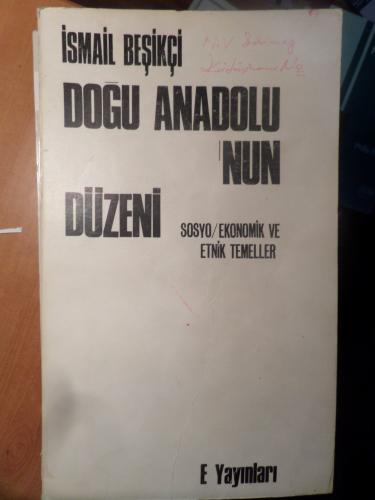 İSMAİL BEŞİKÇİ
DOĞU ANADOLU
'NUN
DÜZENİ
SOSYO/EKONOMİK VE
ETNİK TEMELLER
E Yayınları